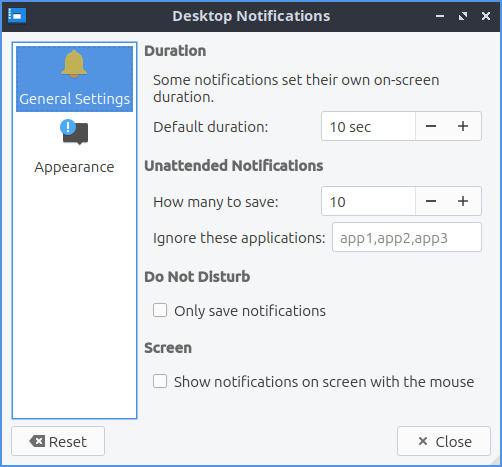 Desktop Notifications
General Settings
Appearance
Duration
Some notifications set their own on-screen
duration.
Default duration: 10 sec
Unattended Notifications
How many to save: 10
Ignore these applications: app1,app2,app3
Do Not Disturb
Only save notifications
Screen
Show notifications on screen with the mouse
Reset
Close